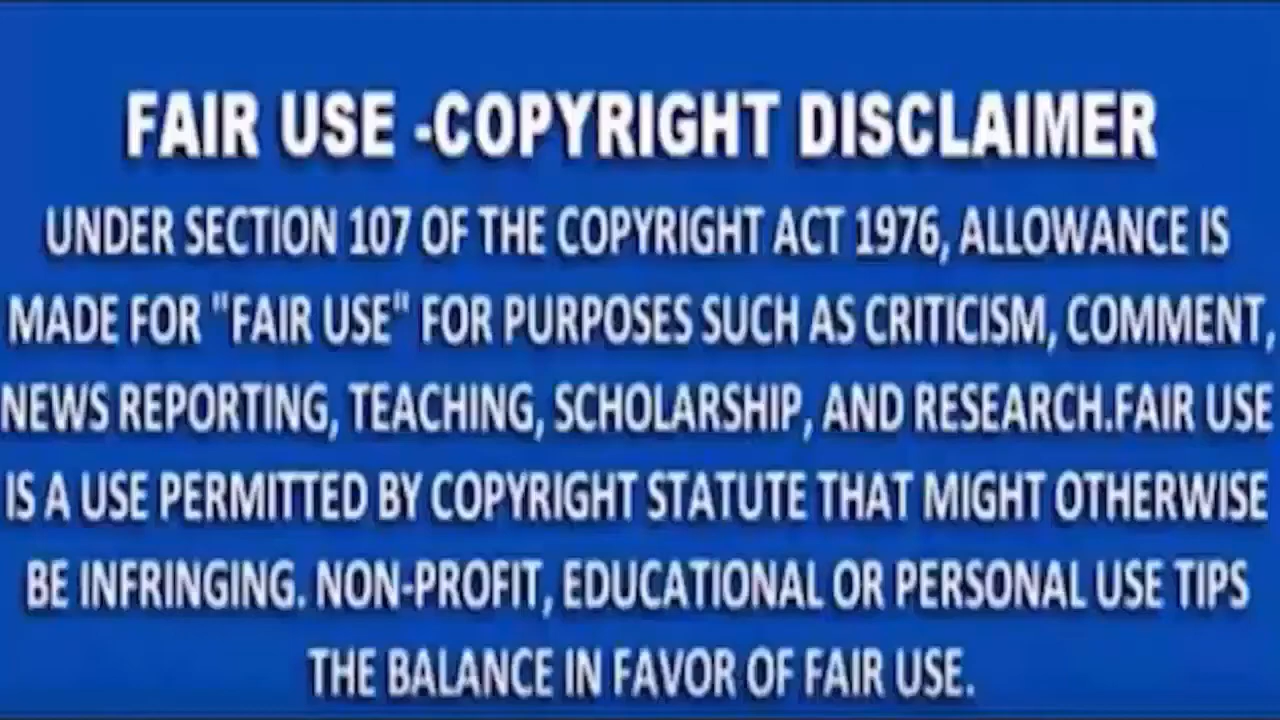 FAIR USE -COPYRIGHT DISCLAIMER
UNDER SECTION 107 OF THE COPYRIGHT ACT 1976, ALLOWANCE IS
MADE FOR "FAIR USE" FOR PURPOSES SUCH AS CRITICISM, COMMENT,
NEWS REPORTING, TEACHING, SCHOLARSHIP, AND RESEARCH.FAIR USE
IS A USE PERMITTED BY COPYRIGHT STATUTE THAT MIGHT OTHERWISE
BE INFRINGING. NON-PROFIT, EDUCATIONAL OR PERSONAL USE TIPS
THE BALANCE IN FAVOR OF FAIR USE.